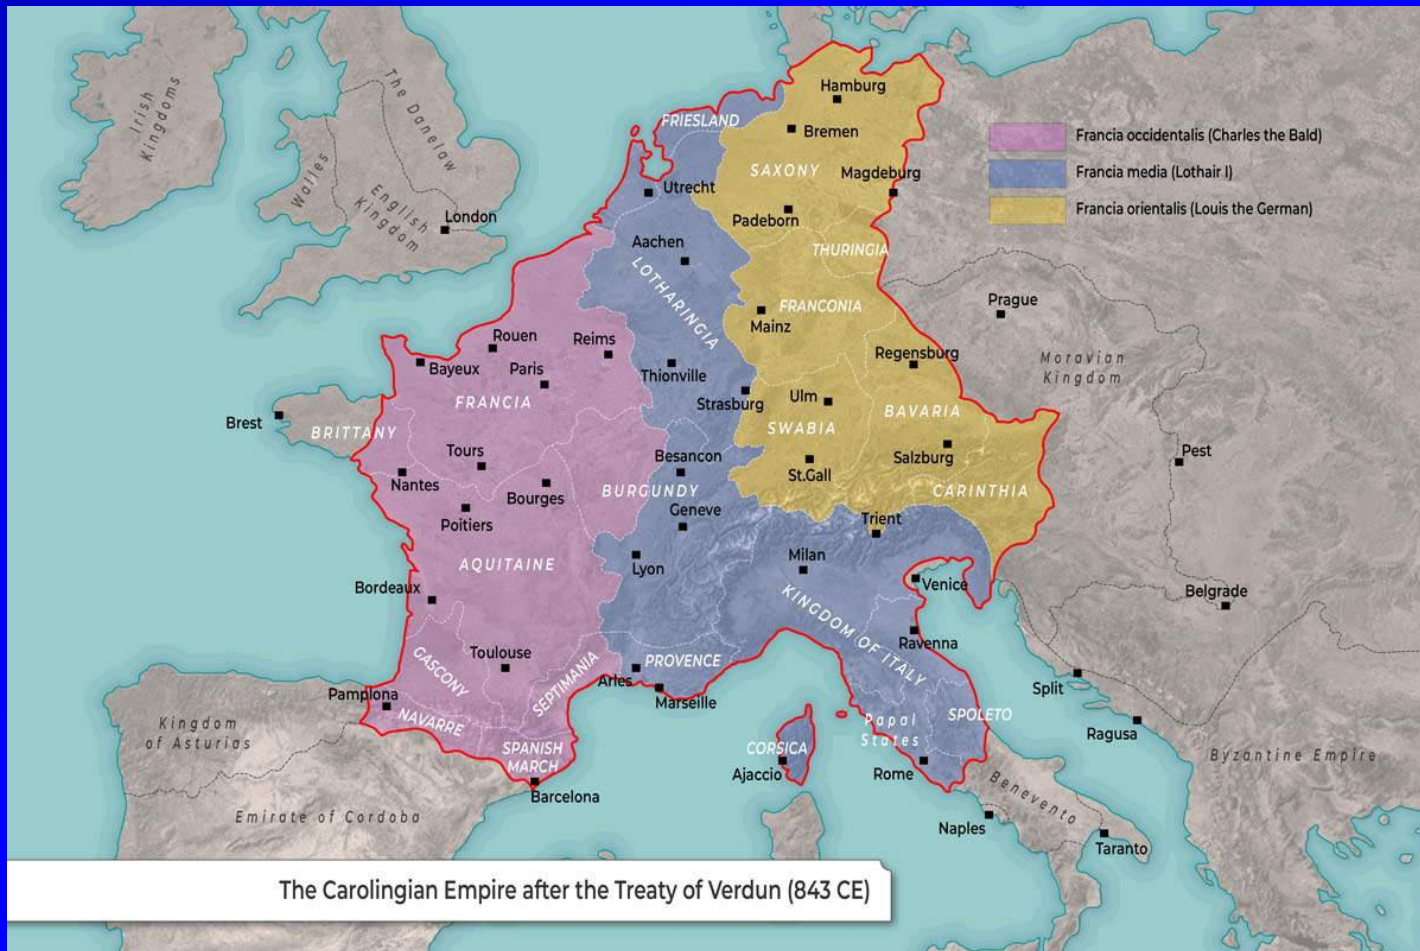 Irish
Kingdoms
The Danelaw
Walles
English
Kingdom
London
Hamburg
Bremen
FRIESLAND
SAXONY
Magdeburg
Utrecht
Padeborn
Aachen
THURINGIA
LOTHARINGIA
FRANCONIA
Mainz
Prague
Moravian
Kingdom
Rouen
Reims
Bayeux
Paris
Thionville
Regensburg
FRANCIA
Strasburg
Ulm
BAVARIA
Brest
BRITTANY
SWABIA
Tours
Besancon
Salzburg
Pest
Nantes
Bourges
BURGUNDY
St.Gall
CARINTHIA
Poitiers
Geneve
Trient
AQUITAINE
Lyon
Milan
Venice
Bordeaux
KINGDOM OF ITALY
Belgrade
Ravenna
GASCONY
Toulouse
SEPTIMANIA
PROVENCE
Arles
Marseille
Split
Pamplona
NAVARRE
SPANISH
MARCH
Barcelona
Kingdom
of Asturias
Emirate of Cordoba
CORSICA
Ajaccio
Papal
States
SPOLETO
Rome
Ragusa
Byzantine Empire
Benevento
Naples
Taranto
Francia occidentalis (Charles the Bald)
Francia media (Lothair I)
Francia orientalis (Louis the German)
The Carolingian Empire after the Treaty of Verdun (843 CE)